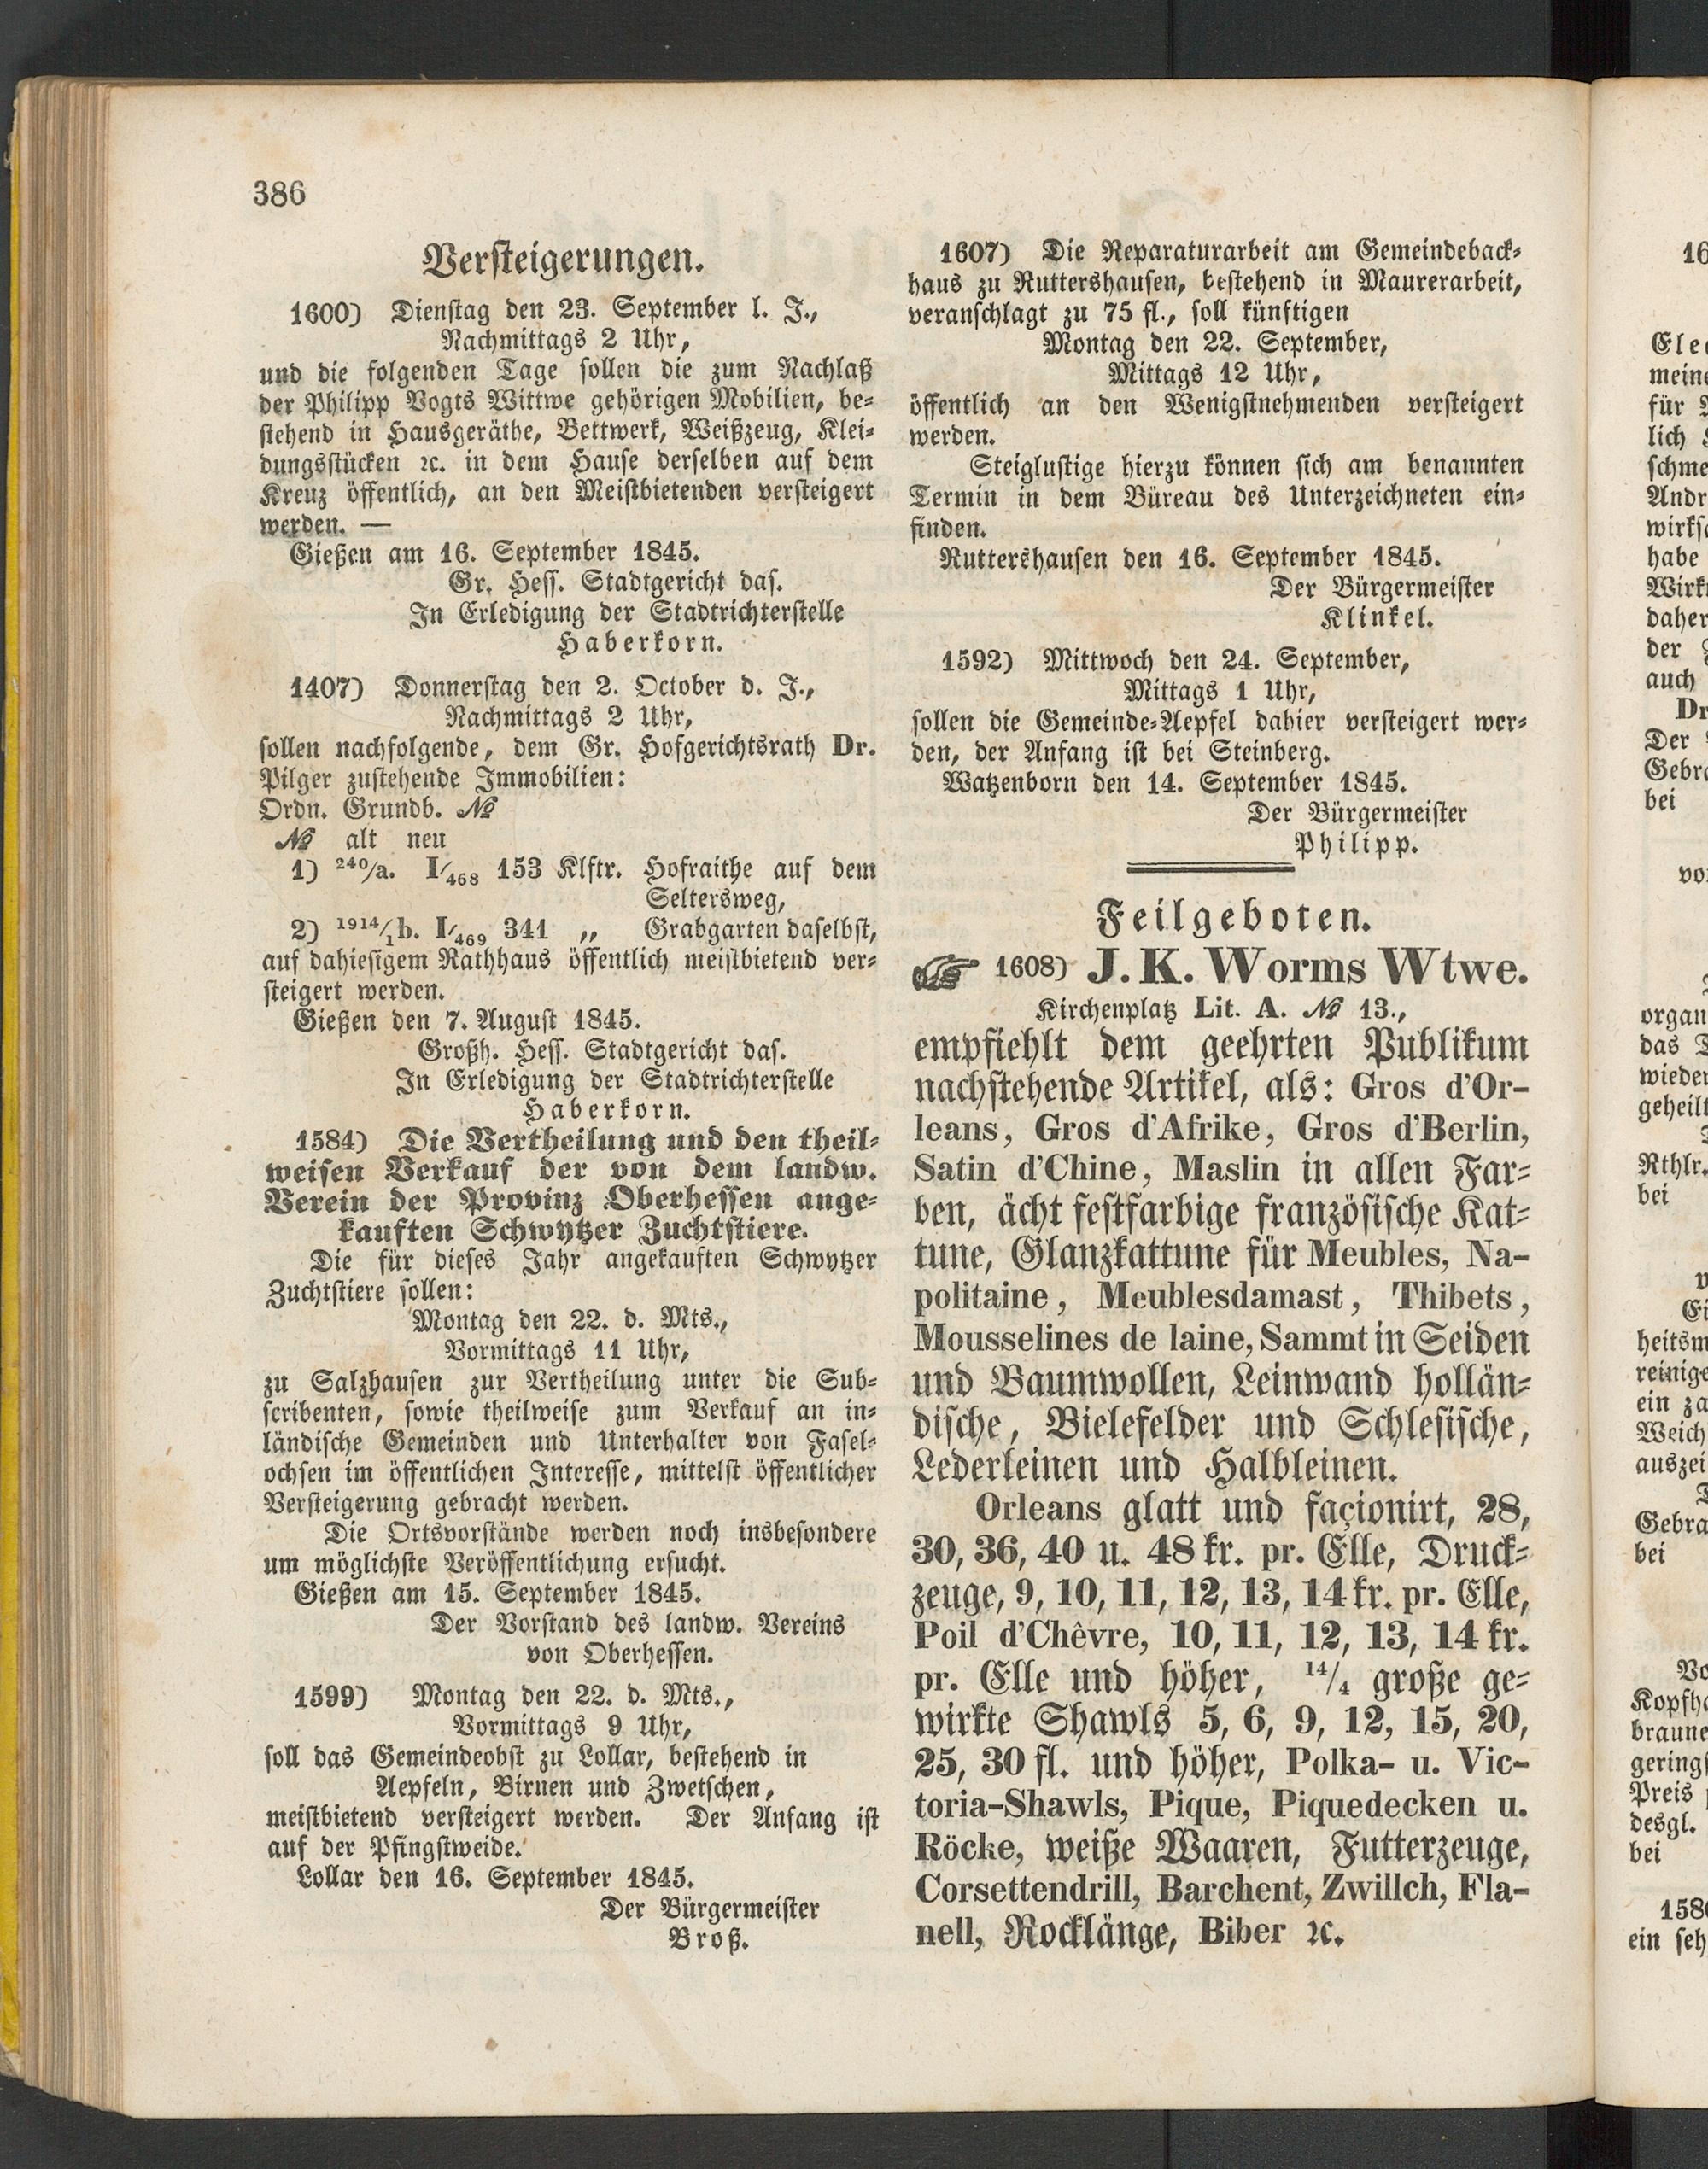 386
Versteigerungen.
1600) Dienstag den 23. September l. J.,
Nachmittags 2 Uhr,
und die folgenden Tage sollen die zum Nachlaß
der Philipp Vogts Wittwe gehörigen Mobilien, be-
stehend in Hausgeräthe, Bettwerk, Weißzeug, Klei-
dungsstücken ꝛc. in dem Hause derselben auf dem
Kreuz öffentlich, an den Meistbietenden versteigert
werden. —
Gießen am 16. September 1845.
Gr. Hess. Stadtgericht das.
In Erledigung der Stadtrichterstelle
Haberkorn.
1407) Donnerstag den 2. October d. J.,
Nachmittags 2 Uhr,
sollen nachfolgende, dem Gr. Hofgerichtsrath Dr.
Pilger zustehende Immobilien:
Ordn. Grundb. №
№ alt neu
1) 240/a. I/468 153 Klftr. Hofraithe auf dem
Seltersweg,
2) 1914/1b. I/469 341 „ Grabgarten daselbst,
auf dahiesigem Rathhaus öffentlich meistbietend ver-
steigert werden.
Gießen den 7. August 1845.
Großh. Hess. Stadtgericht das.
In Erledigung der Stadtrichterstelle
Haberkorn.
1584) Die Vertheilung und den theil-
weisen Verkauf der von dem landw.
Verein der Provinz Oberhessen ange-
kauften Schwytzer Zuchtstiere.
Die für dieses Jahr angekauften Schwytzer
Zuchtstiere sollen:
Montag den 22. d. Mts.,
Vormittags 11 Uhr,
zu Salzhausen zur Vertheilung unter die Sub-
scribenten, sowie theilweise zum Verkauf an in-
ländische Gemeinden und Unterhalter von Fasel-
ochsen im öffentlichen Interesse, mittelst öffentlicher
Versteigerung gebracht werden.
Die Ortsvorstände werden noch insbesondere
um möglichste Veröffentlichung ersucht.
Gießen am 15. September 1845.
Der Vorstand des landw. Vereins
von Oberhessen.
1599) Montag den 22. d. Mts.,
Vormittags 9 Uhr,
soll das Gemeindeobst zu Lollar, bestehend in
Aepfeln, Birnen und Zwetschen,
meistbietend versteigert werden. Der Anfang ist
auf der Pfingstweide.
Lollar den 16. September 1845.
Der Bürgermeister
Broß.
1607) Die Reparaturarbeit am Gemeindeback-
haus zu Ruttershausen, bestehend in Maurerarbeit,
veranschlagt zu 75 fl., soll künftigen
Montag den 22. September,
Mittags 12 Uhr,
öffentlich an den Wenigstnehmenden versteigert
werden.
Steiglustige hierzu können sich am benannten
Termin in dem Büreau des Unterzeichneten ein-
finden.
Ruttershausen den 16. September 1845.
Der Bürgermeister
Klinkel.
1592) Mittwoch den 24. September,
Mittags 1 Uhr,
sollen die Gemeinde-Aepfel dahier versteigert wer-
den, der Anfang ist bei Steinberg.
Watzenborn den 14. September 1845.
Der Bürgermeister
Philipp.
Feilgeboten.
☞ 1608) J. K. Worms Wtwe.
Kirchenplatz Lit. A. № 13.,
empfiehlt dem geehrten Publikum
nachstehende Artikel, als: Gros d'Or-
leans, Gros d'Afrike, Gros d'Berlin,
Satin d'Chine, Maslin in allen Far-
ben, ächt festfarbige französische Kat-
tune, Glanzkattune für Meubles, Na-
politaine, Meublesdamast, Thibets,
Mousselines de laine, Sammt in Seiden
und Baumwollen, Leinwand hollän-
dische, Bielefelder und Schlesische,
Lederleinen und Halbleinen.
Orleans glatt und façionirt, 28,
30, 36, 40 u. 48 kr. pr. Elle, Druck-
zeuge, 9, 10, 11, 12, 13, 14 kr. pr. Elle,
Poil d'Chêvre, 10, 11, 12, 13, 14 kr.
pr. Elle und höher, 14/4 große ge-
wirkte Shawls 5, 6, 9, 12, 15, 20,
25, 30 fl. und höher, Polka- u. Vic-
toria-Shawls, Pique, Piquedecken u.
Röcke, weiße Waaren, Futterzeuge,
Corsettendrill, Barchent, Zwillch, Fla-
nell, Rocklänge, Biber ꝛc.